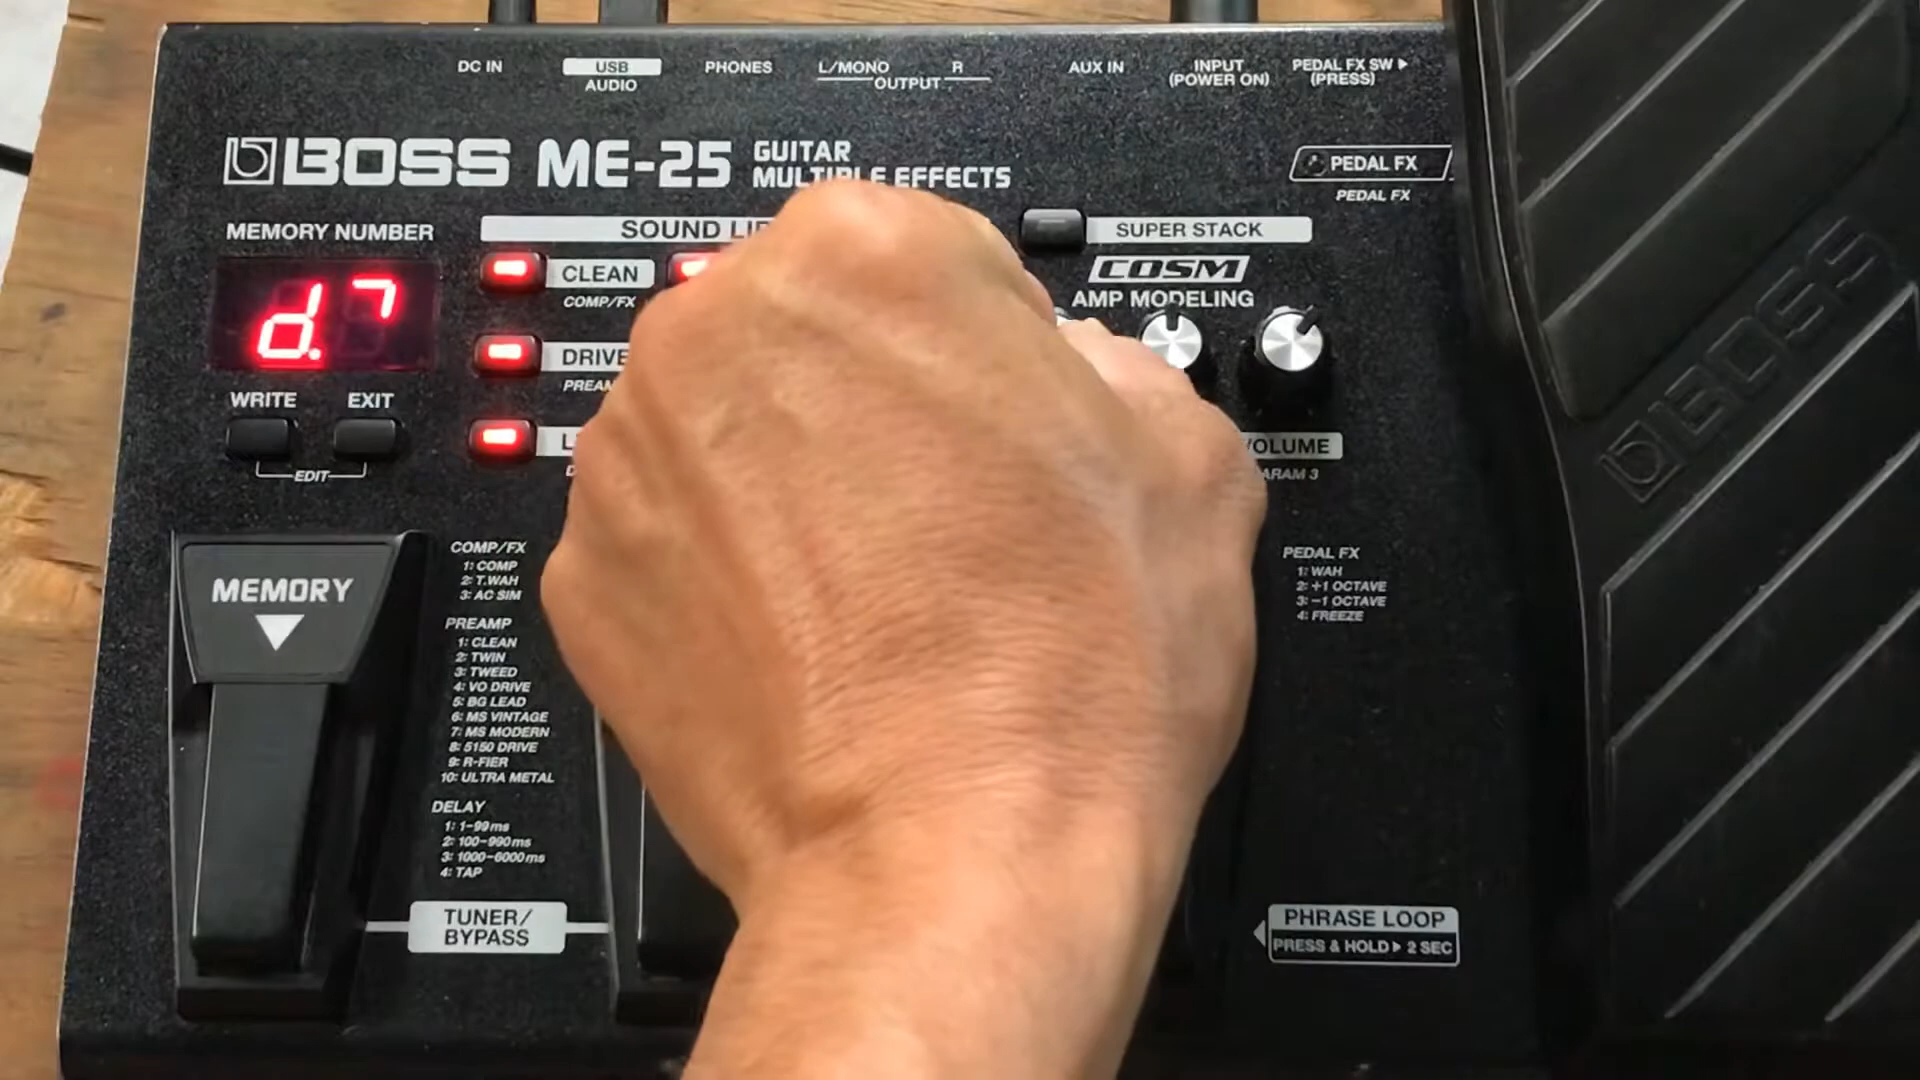 DC IN
USB
AUDIO
PHONES
L/MONO
R
OUTPUT
AUX IN
INPUT
(POWER ON)
PEDAL FX SW
(PRESS)
BOSS ME-25 GUITAR
MULTIPLE EFFECTS
PEDAL FX
PEDAL FX
MEMORY NUMBER
SOUND
SUPER STACK
d.7
CLEAN
COMP/FX
COSM
AMP MODELING
DRIVE
WRITE
EXIT
EDIT
VOLUME
BOSS
MEMORY
COMP/FX
1: COMP
2: T.WAH
3: AC SIM
PREAMP
1: CLEAN
2: TWIN
3: TWEED
4: VO DRIVE
5: BG LEAD
6: MS VINTAGE
7: MS MODERN
8: 5150 DRIVE
9: R-FIER
10: ULTRA METAL
DELAY
1: 1-99ms
2: 100-990ms
3: 1000-6000ms
4: TAP
PEDAL FX
1: WAH
2: +1 OCTAVE
3: -1 OCTAVE
4: FREEZE
TUNER/
BYPASS
PHRASE LOOP
PRESS & HOLD 2 SEC